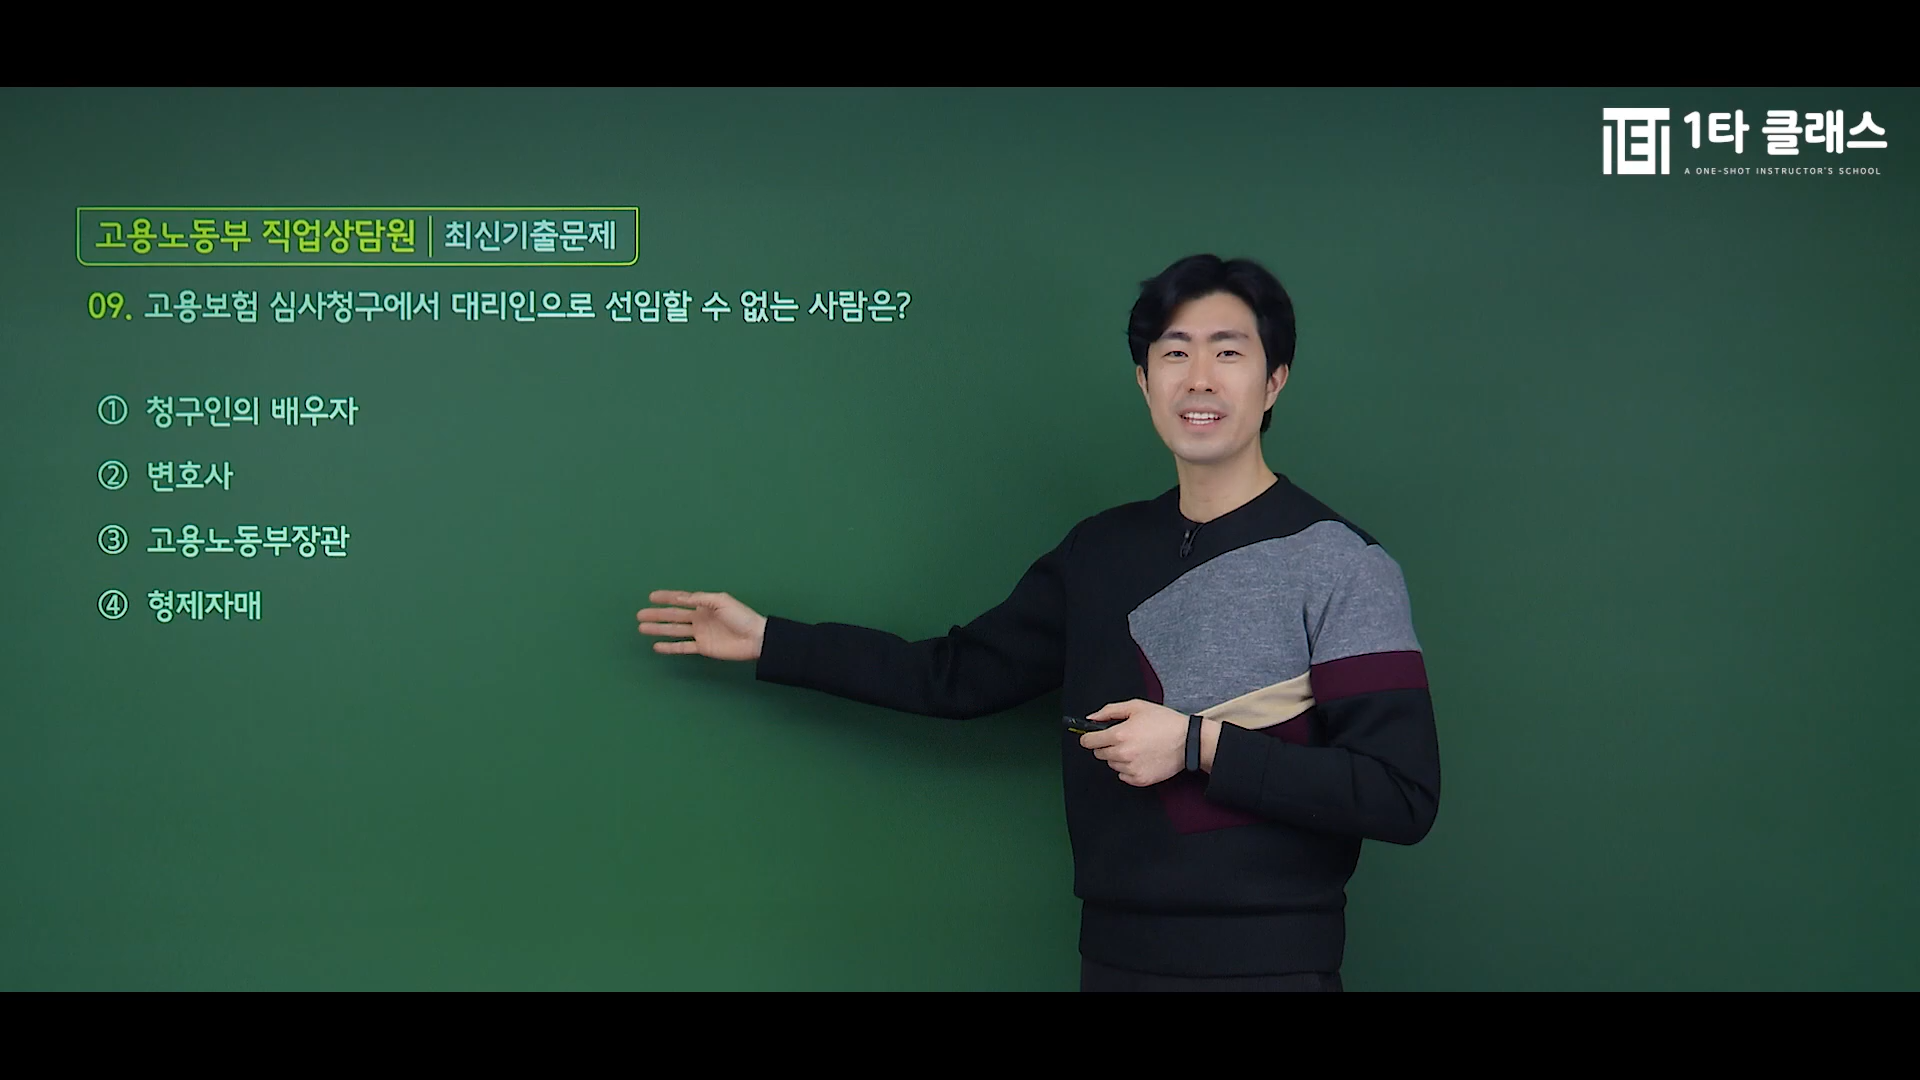 1타 클래스
A ONE-SHOT INSTRUCTOR'S SCHOOL
고용노동부 직업상담원 | 최신기출문제
09. 고용보험 심사청구에서 대리인으로 선임할 수 없는 사람은?
① 청구인의 배우자
② 변호사
③ 고용노동부장관
④ 형제자매